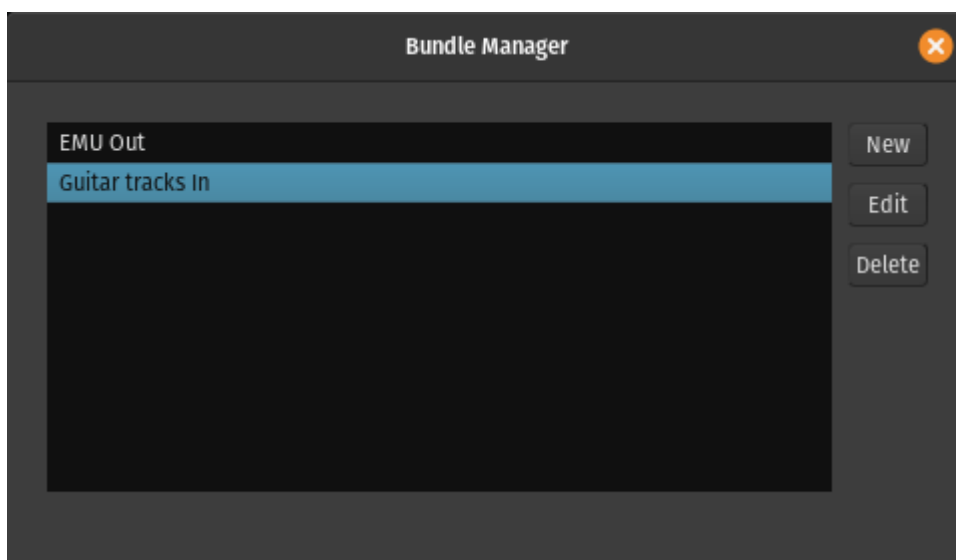 Bundle Manager
EMU Out
Guitar tracks In
New
Edit
Delete